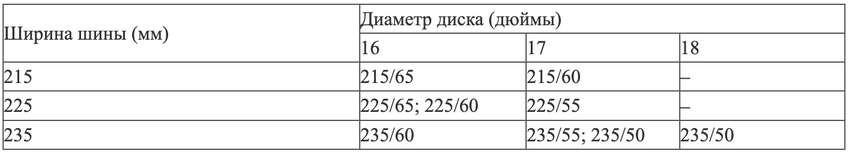 Ширина шины (мм) Диаметр диска (дюймы)
16 17 18
215 215/65 215/60 –
225 225/65; 225/60 225/55 –
235 235/60 235/55; 235/50 235/50